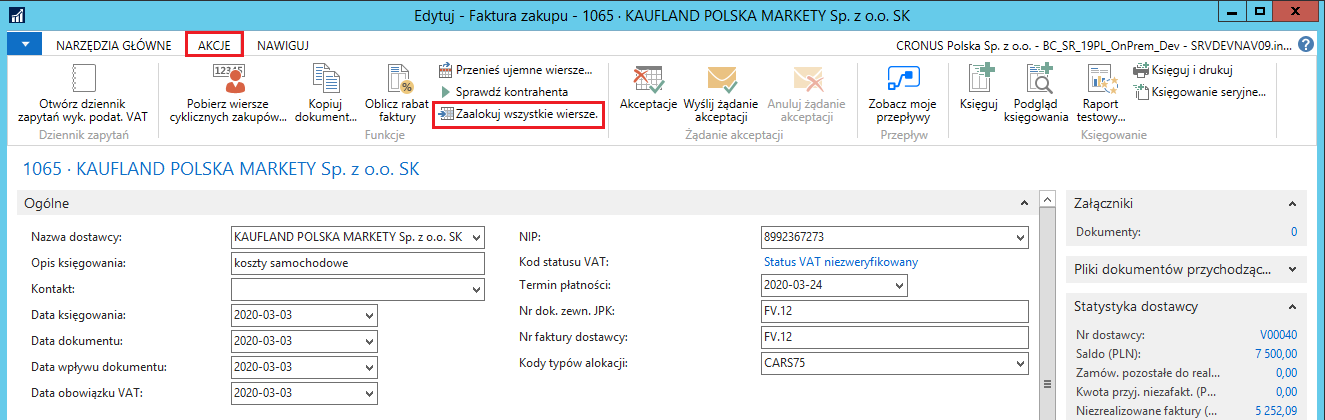 Edytuj - Faktura zakupu - 1065 · KAUFLAND POLSKA MARKETY Sp. z o.o. SK
NARZĘDZIA GŁÓWNE AKCJE NAWIGUJ CRONUS Polska Sp. z o.o. - BC_SR_19PL_OnPrem_Dev - SRVDEVNAV09.in... ?
Otwórz dziennik zapytań wyk. podat. VAT
Dziennik zapytań
Pobierz wiersze cyklicznych zakupów...
Kopiuj dokument...
Oblicz rabat faktury
Przenieś ujemne wiersze...
Sprawdź kontrahenta
Zaalokuj wszystkie wiersze.
Funkcje
Akceptacje
Wyślij żądanie akceptacji
Anuluj żądanie akceptacji
Żądanie akceptacji
Zobacz moje przepływy
Przepływ
Księguj
Podgląd księgowania
Raport testowy...
Księguj i drukuj
Księgowanie seryjne...
Księgowanie
1065 · KAUFLAND POLSKA MARKETY Sp. z o.o. SK
Ogólne
Nazwa dostawcy: KAUFLAND POLSKA MARKETY Sp. z o.o. SK
Opis księgowania: koszty samochodowe
Kontakt:
Data księgowania: 2020-03-03
Data dokumentu: 2020-03-03
Data wpływu dokumentu: 2020-03-03
Data obowiązku VAT: 2020-03-03
NIP: 8992367273
Kod statusu VAT: Status VAT niezweryfikowany
Termin płatności: 2020-03-24
Nr dok. zewn. JPK: FV.12
Nr faktury dostawcy: FV.12
Kody typów alokacji: CARS75
Załączniki
Dokumenty: 0
Pliki dokumentów przychodząc...
Statystyka dostawcy
Nr dostawcy: V00040
Saldo (PLN): 7 500,00
Zamów. pozostałe do real... 0,00
Kwota przyj. niezafakt. (P... 0,00
Niezrealizowane faktury (... 5 252,09